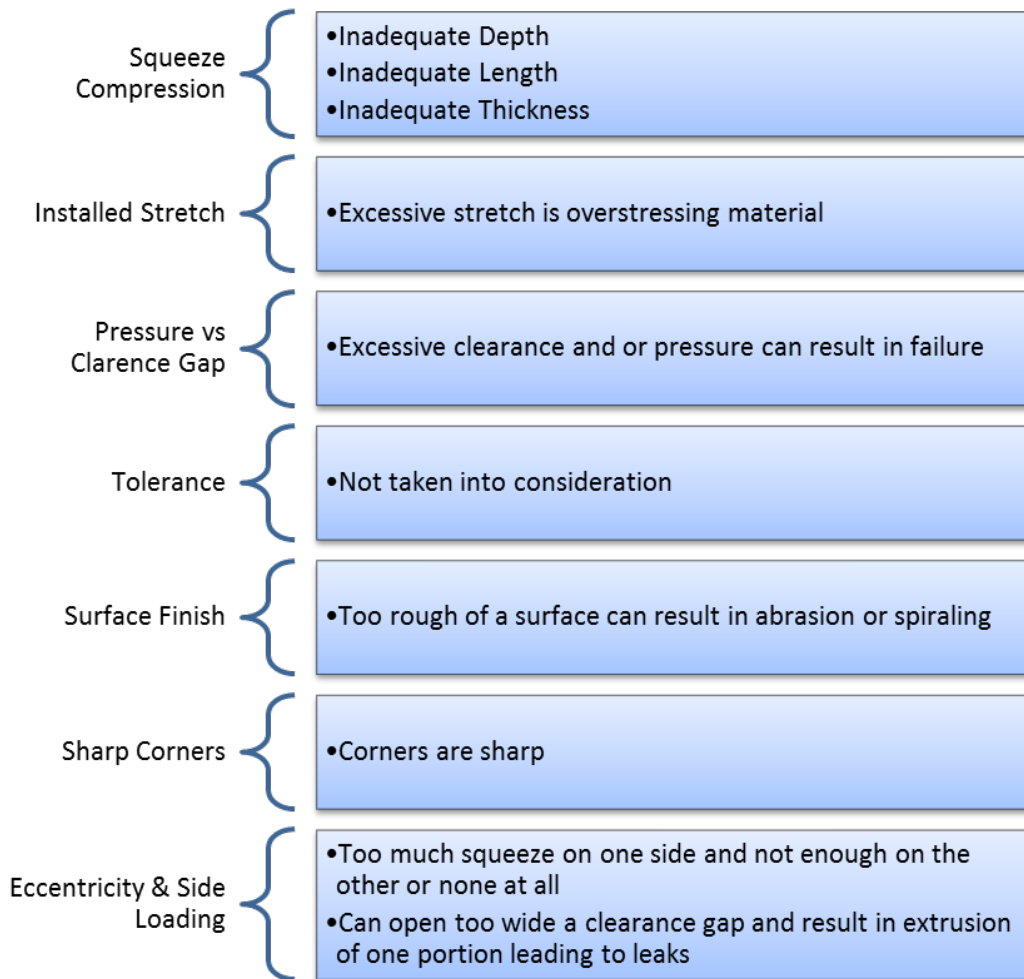 Squeeze
Compression
•Inadequate Depth
•Inadequate Length
•Inadequate Thickness
Installed Stretch
•Excessive stretch is overstressing material
Pressure vs
Clarence Gap
•Excessive clearance and or pressure can result in failure
Tolerance
•Not taken into consideration
Surface Finish
•Too rough of a surface can result in abrasion or spiraling
Sharp Corners
•Corners are sharp
Eccentricity & Side
Loading
•Too much squeeze on one side and not enough on the
other or none at all
•Can open too wide a clearance gap and result in extrusion
of one portion leading to leaks